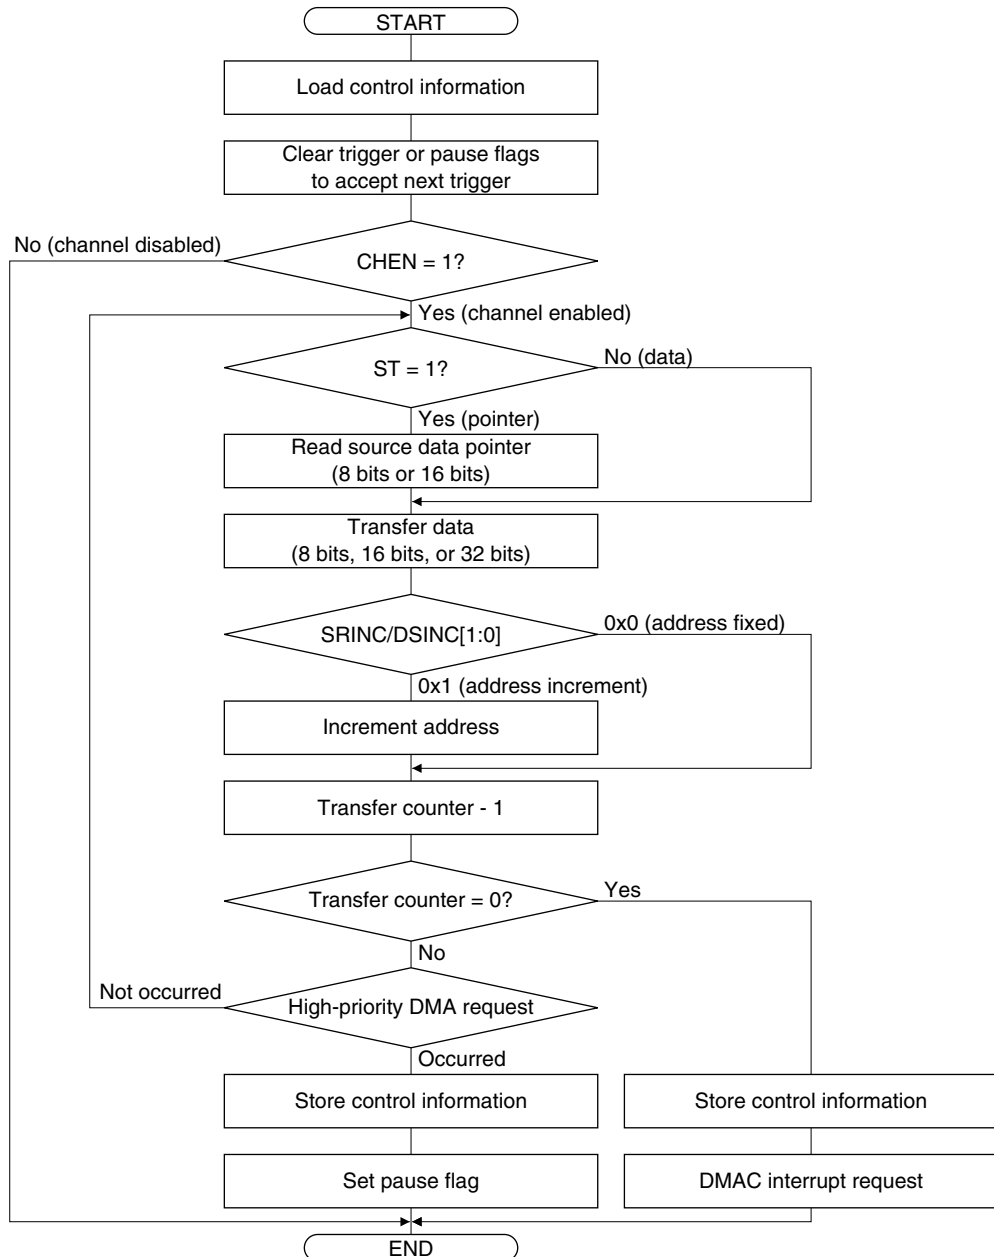 START
Load control information
Clear trigger or pause flags
to accept next trigger
No (channel disabled)
CHEN = 1?
Yes (channel enabled)
ST = 1?
No (data)
Yes (pointer)
Read source data pointer
(8 bits or 16 bits)
Transfer data
(8 bits, 16 bits, or 32 bits)
SRINC/DSINC[1:0]
0x0 (address fixed)
0x1 (address increment)
Increment address
Transfer counter - 1
Transfer counter = 0?
Yes
No
Not occurred
High-priority DMA request
Occurred
Store control information
Store control information
Set pause flag
DMAC interrupt request
END